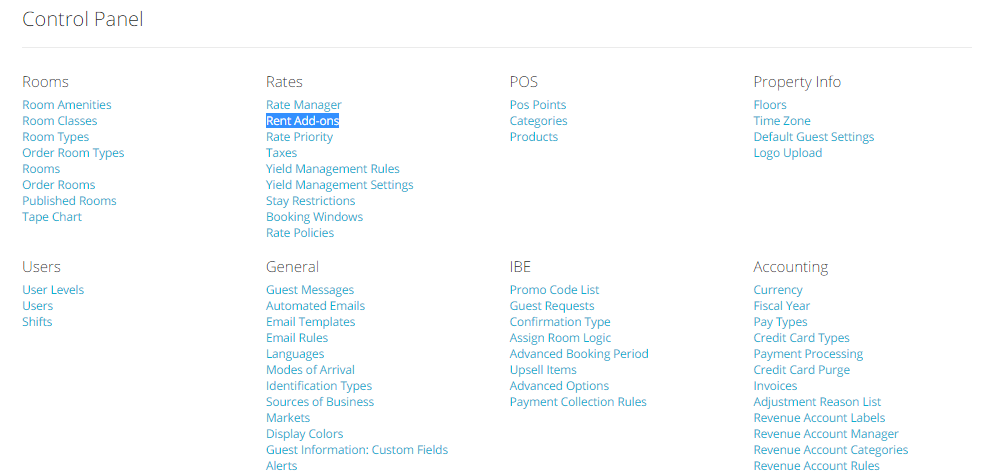 Control Panel
Rooms
Room Amenities
Room Classes
Room Types
Order Room Types
Rooms
Order Rooms
Published Rooms
Tape Chart
Rates
Rate Manager
Rent Add-ons
Rate Priority
Taxes
Yield Management Rules
Yield Management Settings
Stay Restrictions
Booking Windows
Rate Policies
POS
Pos Points
Categories
Products
Property Info
Floors
Time Zone
Default Guest Settings
Logo Upload
Users
User Levels
Users
Shifts
General
Guest Messages
Automated Emails
Email Templates
Email Rules
Languages
Modes of Arrival
Identification Types
Sources of Business
Markets
Display Colors
Guest Information: Custom Fields
Alerts
IBE
Promo Code List
Guest Requests
Confirmation Type
Assign Room Logic
Advanced Booking Period
Upsell Items
Advanced Options
Payment Collection Rules
Accounting
Currency
Fiscal Year
Pay Types
Credit Card Types
Payment Processing
Credit Card Purge
Invoices
Adjustment Reason List
Revenue Account Labels
Revenue Account Manager
Revenue Account Categories
Revenue Account Rules